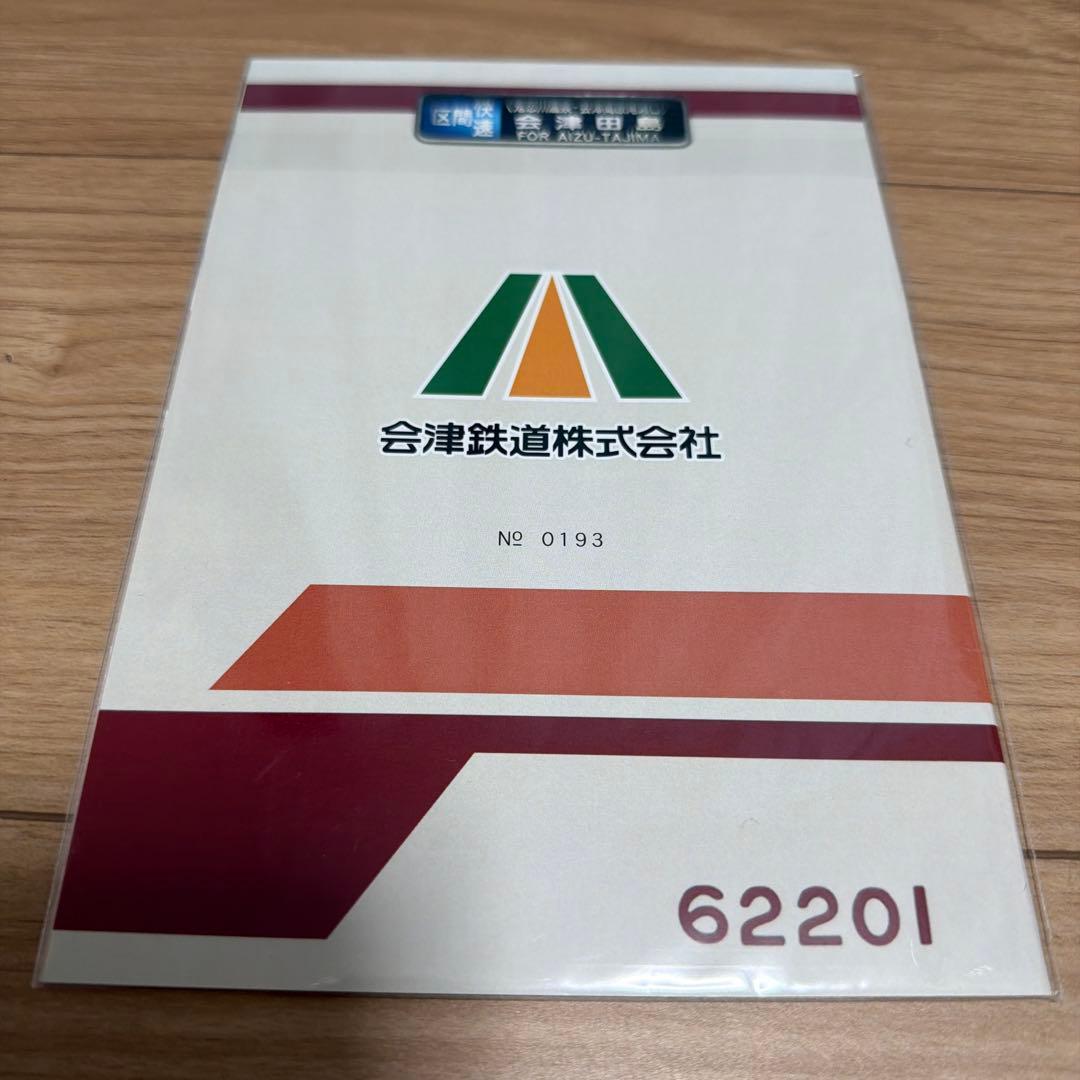 区間快速
会津田島
FOR AIZU-TAJIMA
会津鉄道株式会社
№ 0193
62201